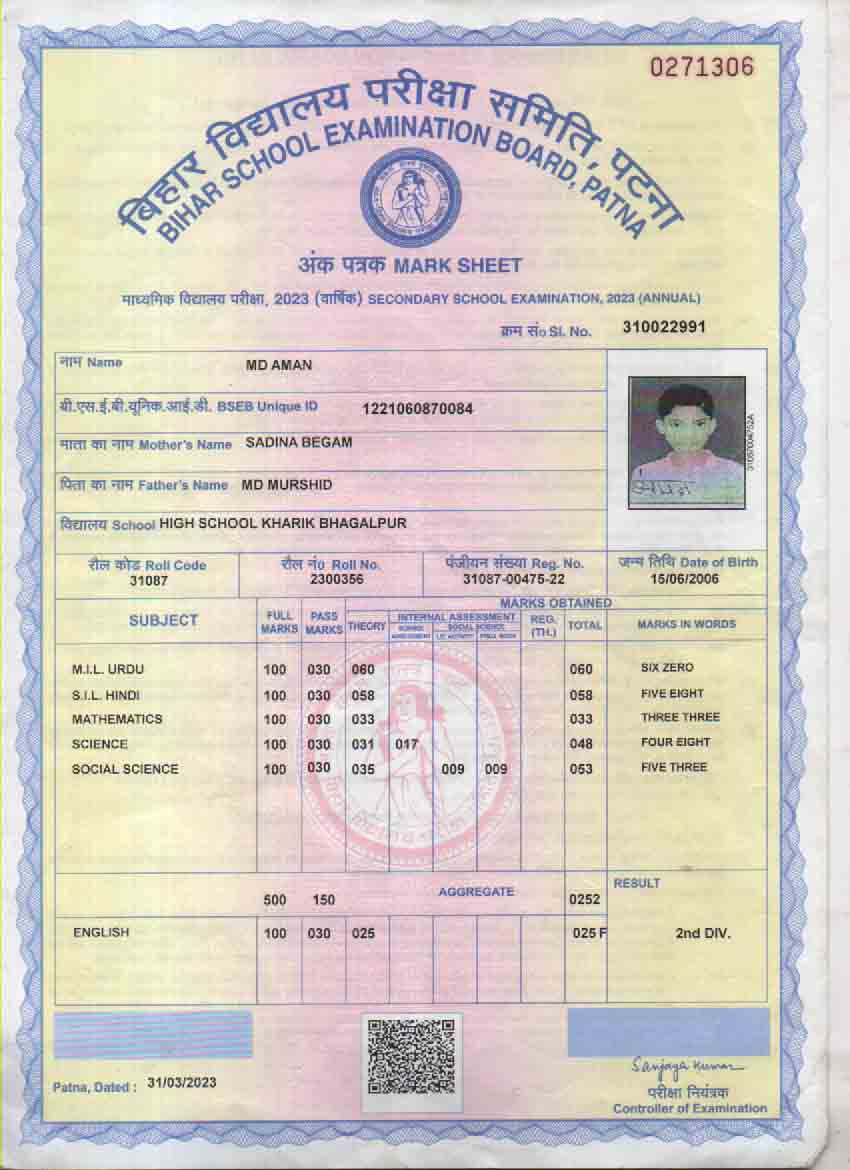 0271306
बिहार विद्यालय परीक्षा समिति, पटना
BIHAR SCHOOL EXAMINATION BOARD, PATNA
अंक पत्रक MARK SHEET
माध्यमिक विद्यालय परीक्षा, 2023 (वार्षिक) SECONDARY SCHOOL EXAMINATION, 2023 (ANNUAL)
क्रम सं० Sl. No. 310022991
नाम Name MD AMAN
बी.एस.ई.बी.यूनिक.आई.डी. BSEB Unique ID 1221060870084
माता का नाम Mother's Name SADINA BEGAM
पिता का नाम Father's Name MD MURSHID
विद्यालय School HIGH SCHOOL KHARIK BHAGALPUR
रौल कोड Roll Code रौल नं० Roll No. पंजीयन संख्या Reg. No. जन्म तिथि Date of Birth
31087 2300356 31087-00475-22 15/06/2006
SUBJECT FULL MARKS PASS MARKS MARKS OBTAINED
THEORY INTERNAL ASSESSMENT REG. (TH.) TOTAL MARKS IN WORDS
SOCIAL SCIENCE
M.I.L. URDU 100 030 060 060 SIX ZERO
S.I.L. HINDI 100 030 058 058 FIVE EIGHT
MATHEMATICS 100 030 033 033 THREE THREE
SCIENCE 100 030 031 017 048 FOUR EIGHT
SOCIAL SCIENCE 100 030 035 009 009 053 FIVE THREE
500 150 AGGREGATE 0252 RESULT
ENGLISH 100 030 025 025 F 2nd DIV.
Patna, Dated : 31/03/2023
Sanjaya Kumar
परीक्षा नियंत्रक
Controller of Examination